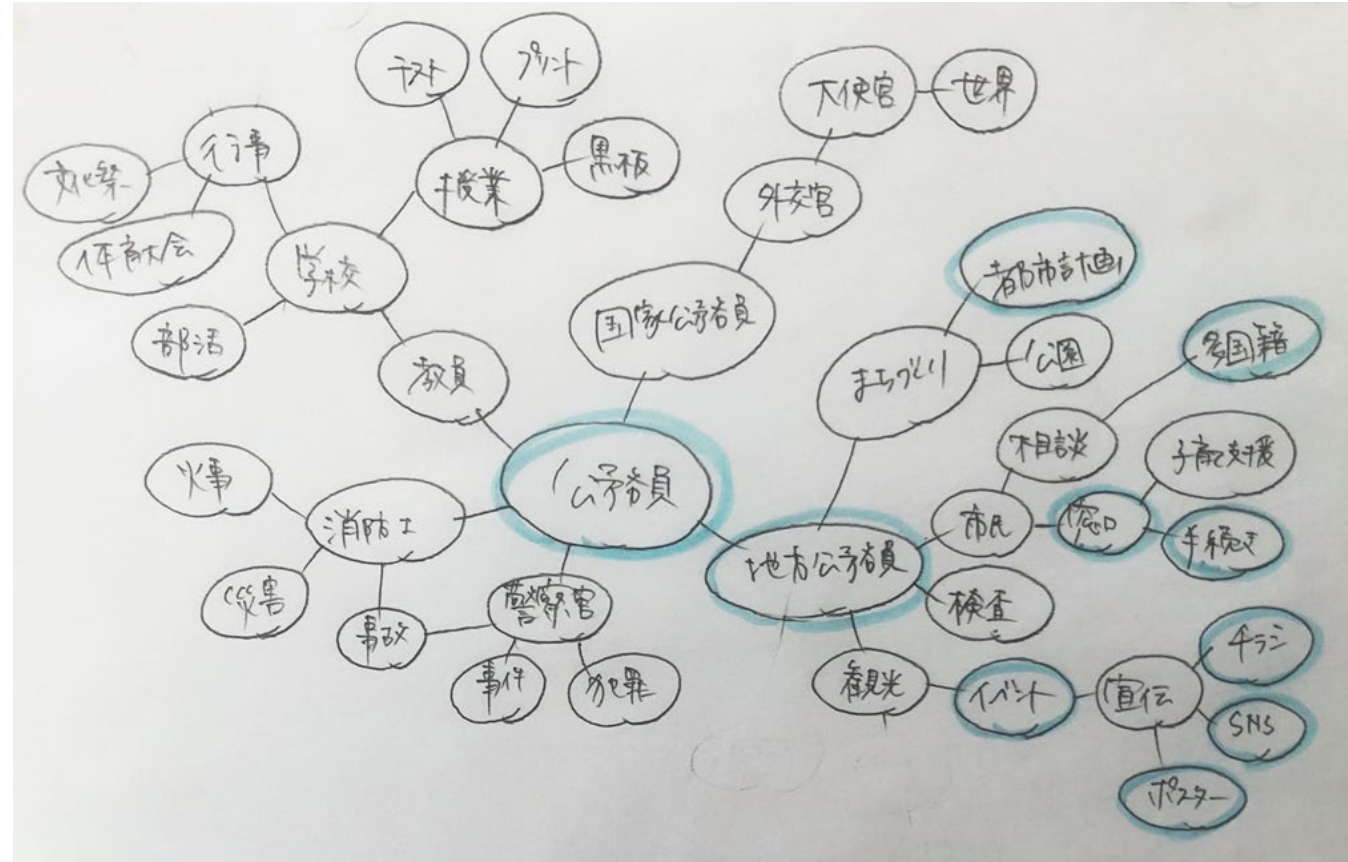 テスト
プリント
大使官
世界
行事
黒板
文化祭
授業
外交官
体育大会
学校
都市計画
国家公務員
部活
公園
多国籍
教員
まちづくり
相談
子育て支援
火事
公務員
市民
窓口
手続き
消防士
地方公務員
災害
警察官
検査
事故
チラシ
事件
犯罪
観光
イベント
宣伝
SNS
ポスター